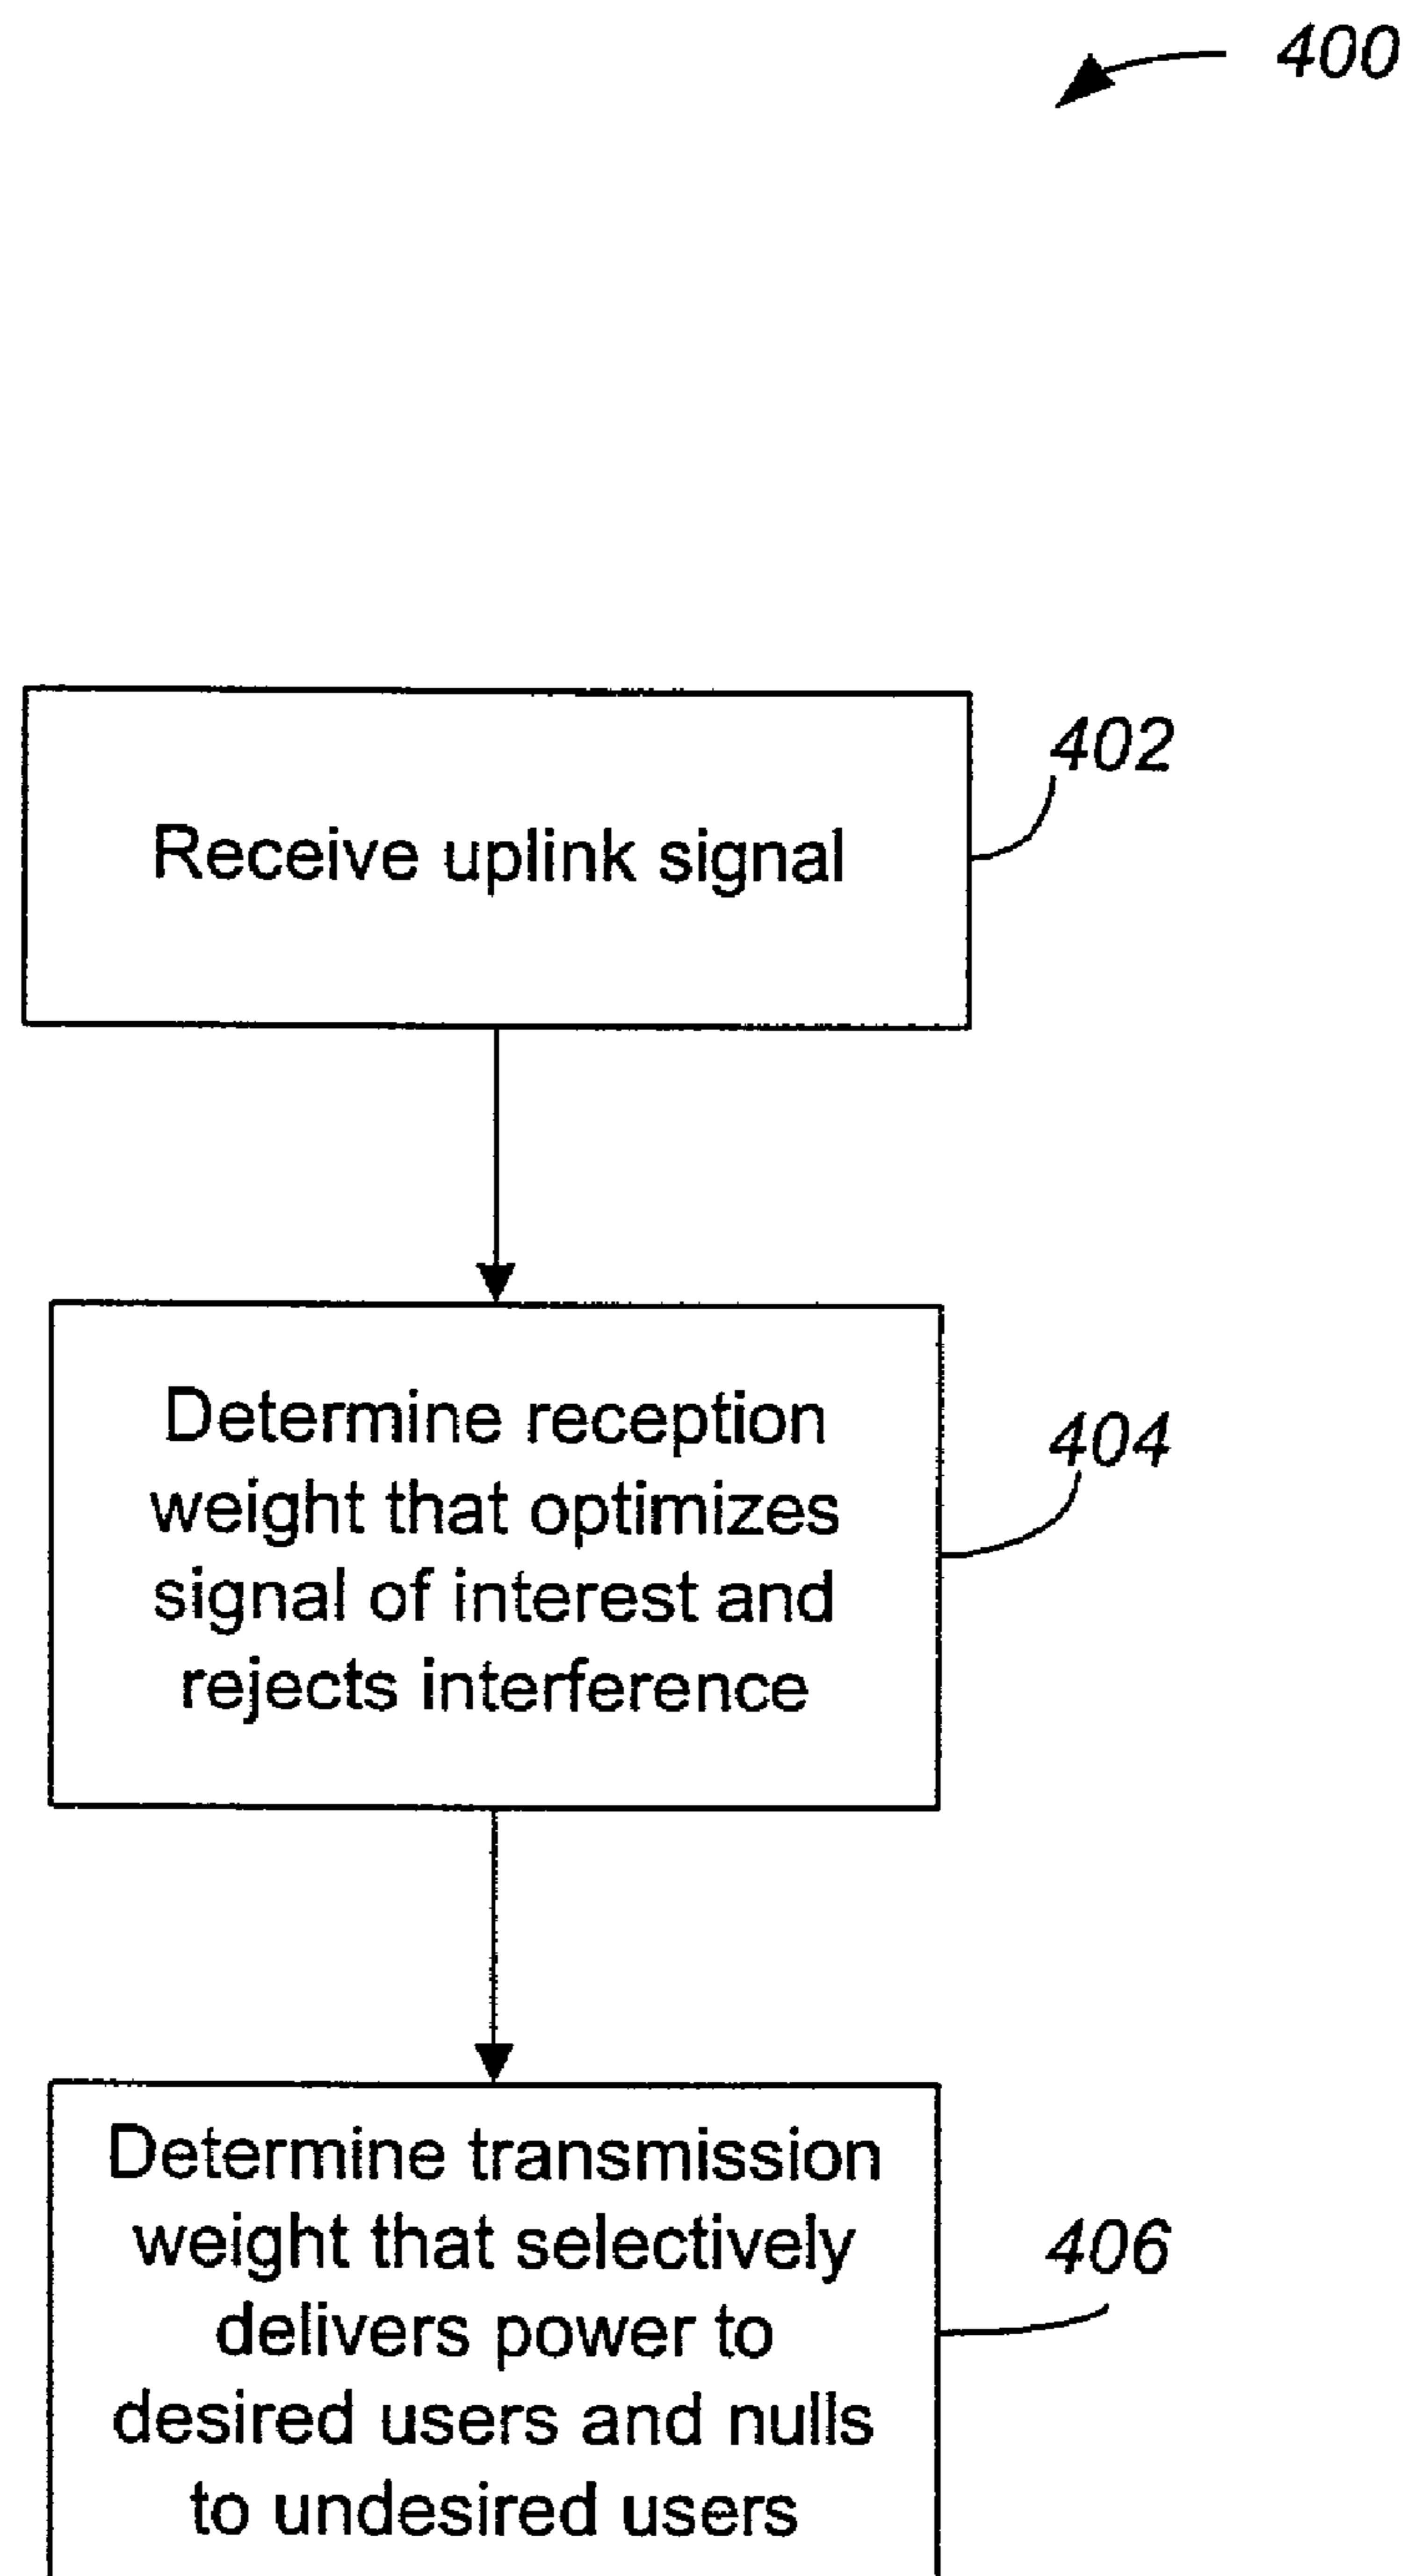 400
402
Receive uplink signal
404
Determine reception
weight that optimizes
signal of interest and
rejects interference
406
Determine transmission
weight that selectively
delivers power to
desired users and nulls
to undesired users